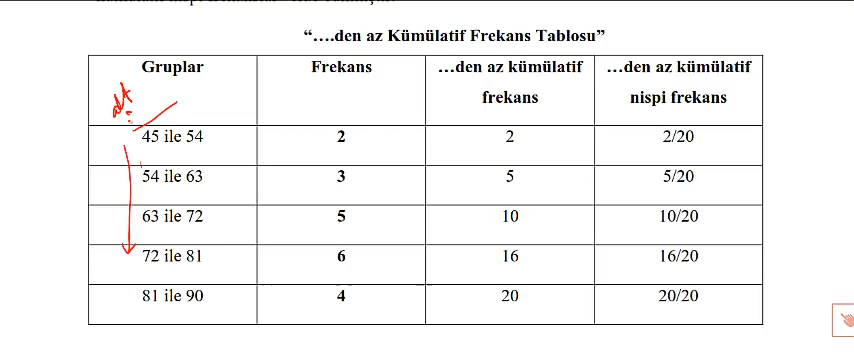 “….den az Kümülatif Frekans Tablosu”
Gruplar Frekans …den az kümülatif frekans …den az kümülatif nispi frekans
alt
45 ile 54 2 2 2/20
54 ile 63 3 5 5/20
63 ile 72 5 10 10/20
72 ile 81 6 16 16/20
81 ile 90 4 20 20/20